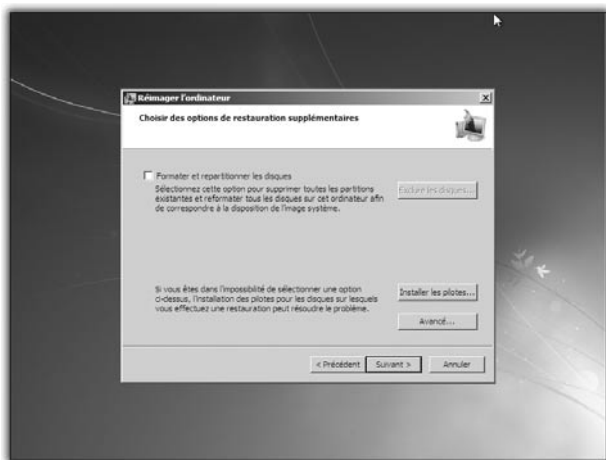 Réimager l'ordinateur
Choisir des options de restauration supplémentaires
Formater et repartitionner les disques
Sélectionnez cette option pour supprimer toutes les partitions
existantes et reformater tous les disques sur cet ordinateur afin
de correspondre à la disposition de l'image système.
Exclure les disques...
Si vous êtes dans l'impossibilité de sélectionner une option
ci-dessus, l'installation des pilotes pour les disques sur lesquels
vous effectuez une restauration peut résoudre le problème.
Installer les pilotes...
Avancé...
< Précédent
Suivant >
Annuler